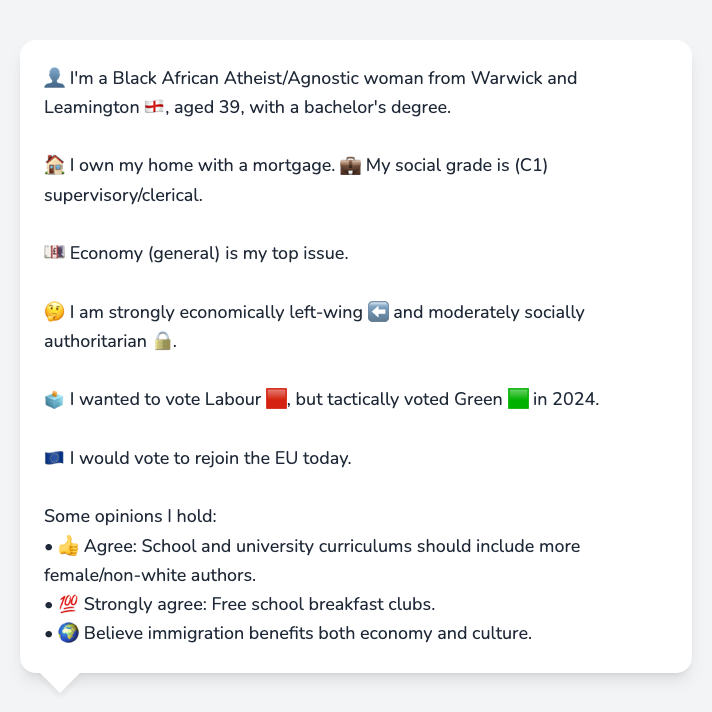 👤 I'm a Black African Atheist/Agnostic woman from Warwick and
Leamington 🏴󠁧󠁢󠁥󠁮󠁧󠁿, aged 39, with a bachelor's degree.
🏠 I own my home with a mortgage. 💼 My social grade is (C1)
supervisory/clerical.
💷 Economy (general) is my top issue.
🤔 I am strongly economically left-wing ⬅️ and moderately socially
authoritarian 🔒.
🗳️ I wanted to vote Labour 🟥, but tactically voted Green 🟩 in 2024.
🇪🇺 I would vote to rejoin the EU today.
Some opinions I hold:
• 👍 Agree: School and university curriculums should include more
female/non-white authors.
• 💯 Strongly agree: Free school breakfast clubs.
• 🌍 Believe immigration benefits both economy and culture.